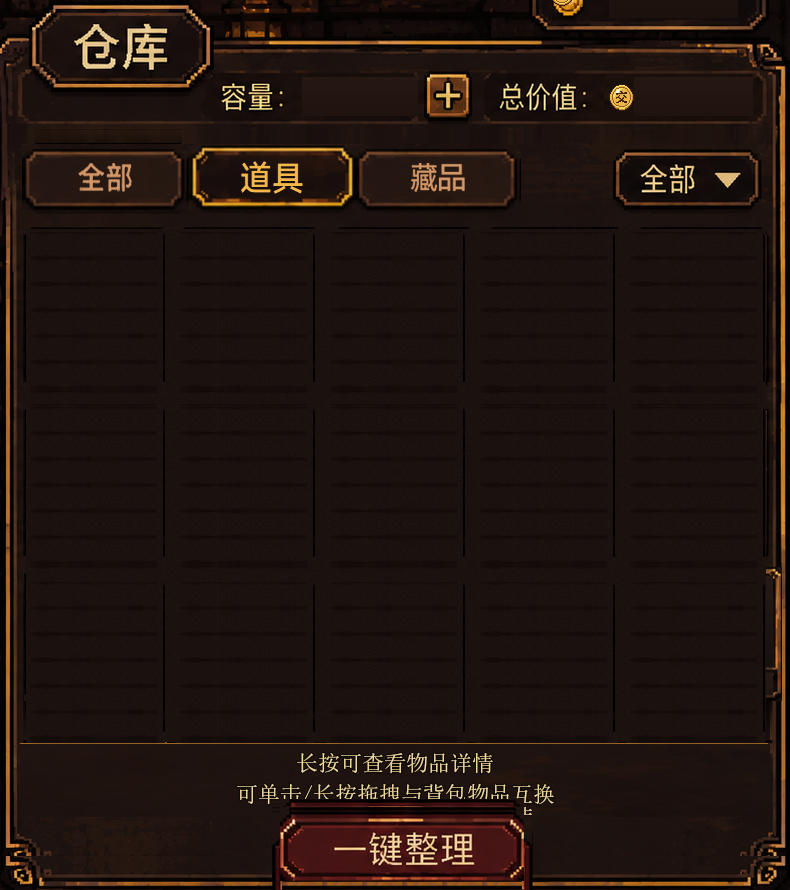 仓库
容量： 总价值： 交
全部 道具 藏品 全部
长按可查看物品详情
可单击/长按拖拽与背包物品互换
一键整理